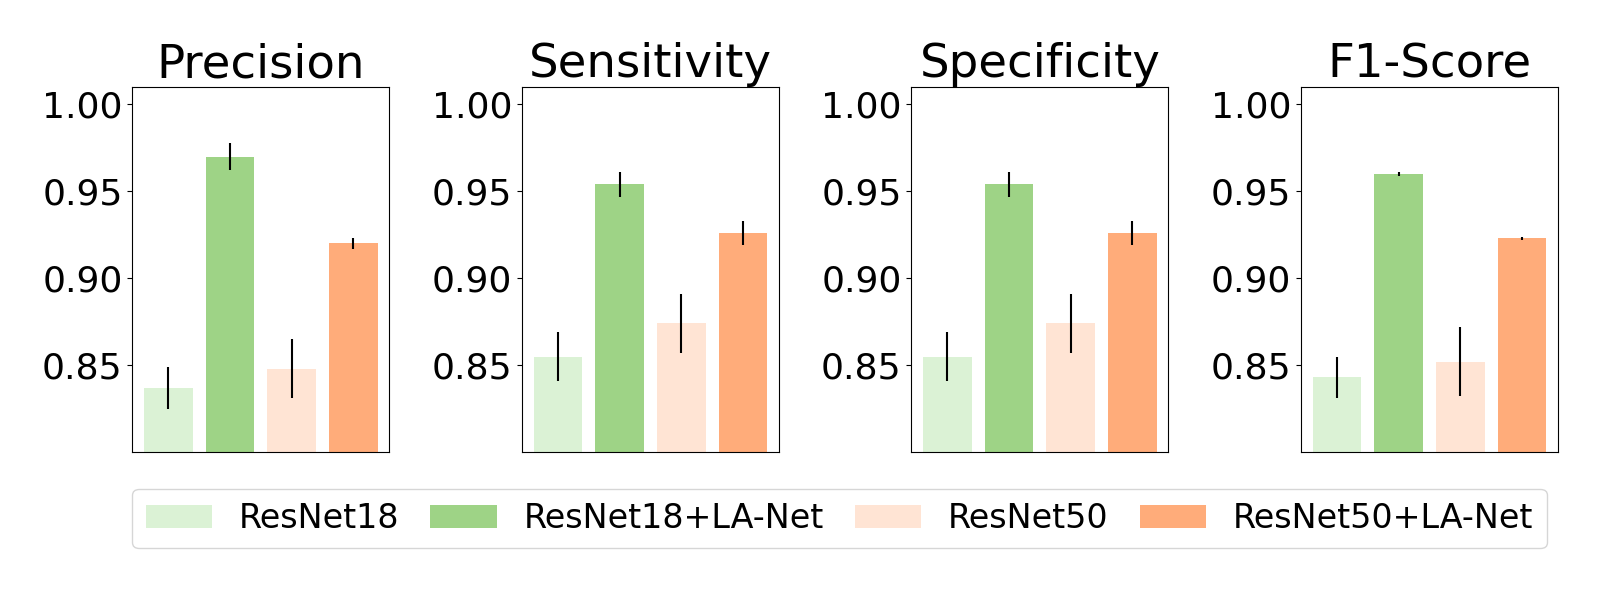 Precision
Sensitivity
Specificity
F1-Score
1.00
0.95
0.90
0.85
1.00
0.95
0.90
0.85
1.00
0.95
0.90
0.85
1.00
0.95
0.90
0.85
ResNet18
ResNet18+LA-Net
ResNet50
ResNet50+LA-Net